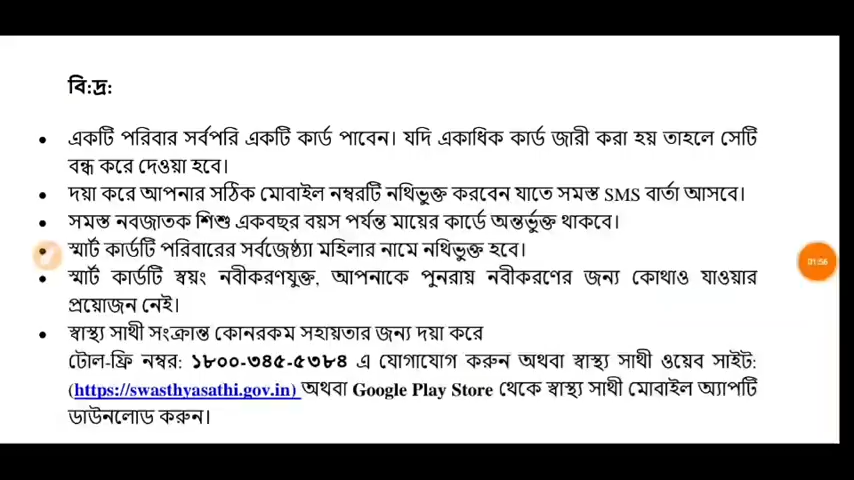 বি:দ্র:
• একটি পরিবার সর্বপরি একটি কার্ড পাবেন। যদি একাধিক কার্ড জারী করা হয় তাহলে সেটি
বন্ধ করে দেওয়া হবে।
• দয়া করে আপনার সঠিক মোবাইল নম্বরটি নথিভুক্ত করবেন যাতে সমস্ত SMS বার্তা আসবে।
• সমস্ত নবজাতক শিশু একবছর বয়স পর্যন্ত মায়ের কার্ডে অন্তর্ভুক্ত থাকবে।
• স্মার্ট কার্ডটি পরিবারের সর্বজেষ্ঠ্যা মহিলার নামে নথিভুক্ত হবে।
• স্মার্ট কার্ডটি স্বয়ং নবীকরণযুক্ত, আপনাকে পুনরায় নবীকরণের জন্য কোথাও যাওয়ার
প্রয়োজন নেই।
• স্বাস্থ্য সাথী সংক্রান্ত কোনরকম সহায়তার জন্য দয়া করে
টোল-ফ্রি নম্বর: ১৮০০-৩৪৫-৫৩৮৪ এ যোগাযোগ করুন অথবা স্বাস্থ্য সাথী ওয়েব সাইট:
(https://swasthyasathi.gov.in) অথবা Google Play Store থেকে স্বাস্থ্য সাথী মোবাইল অ্যাপটি
ডাউনলোড করুন।
01:56